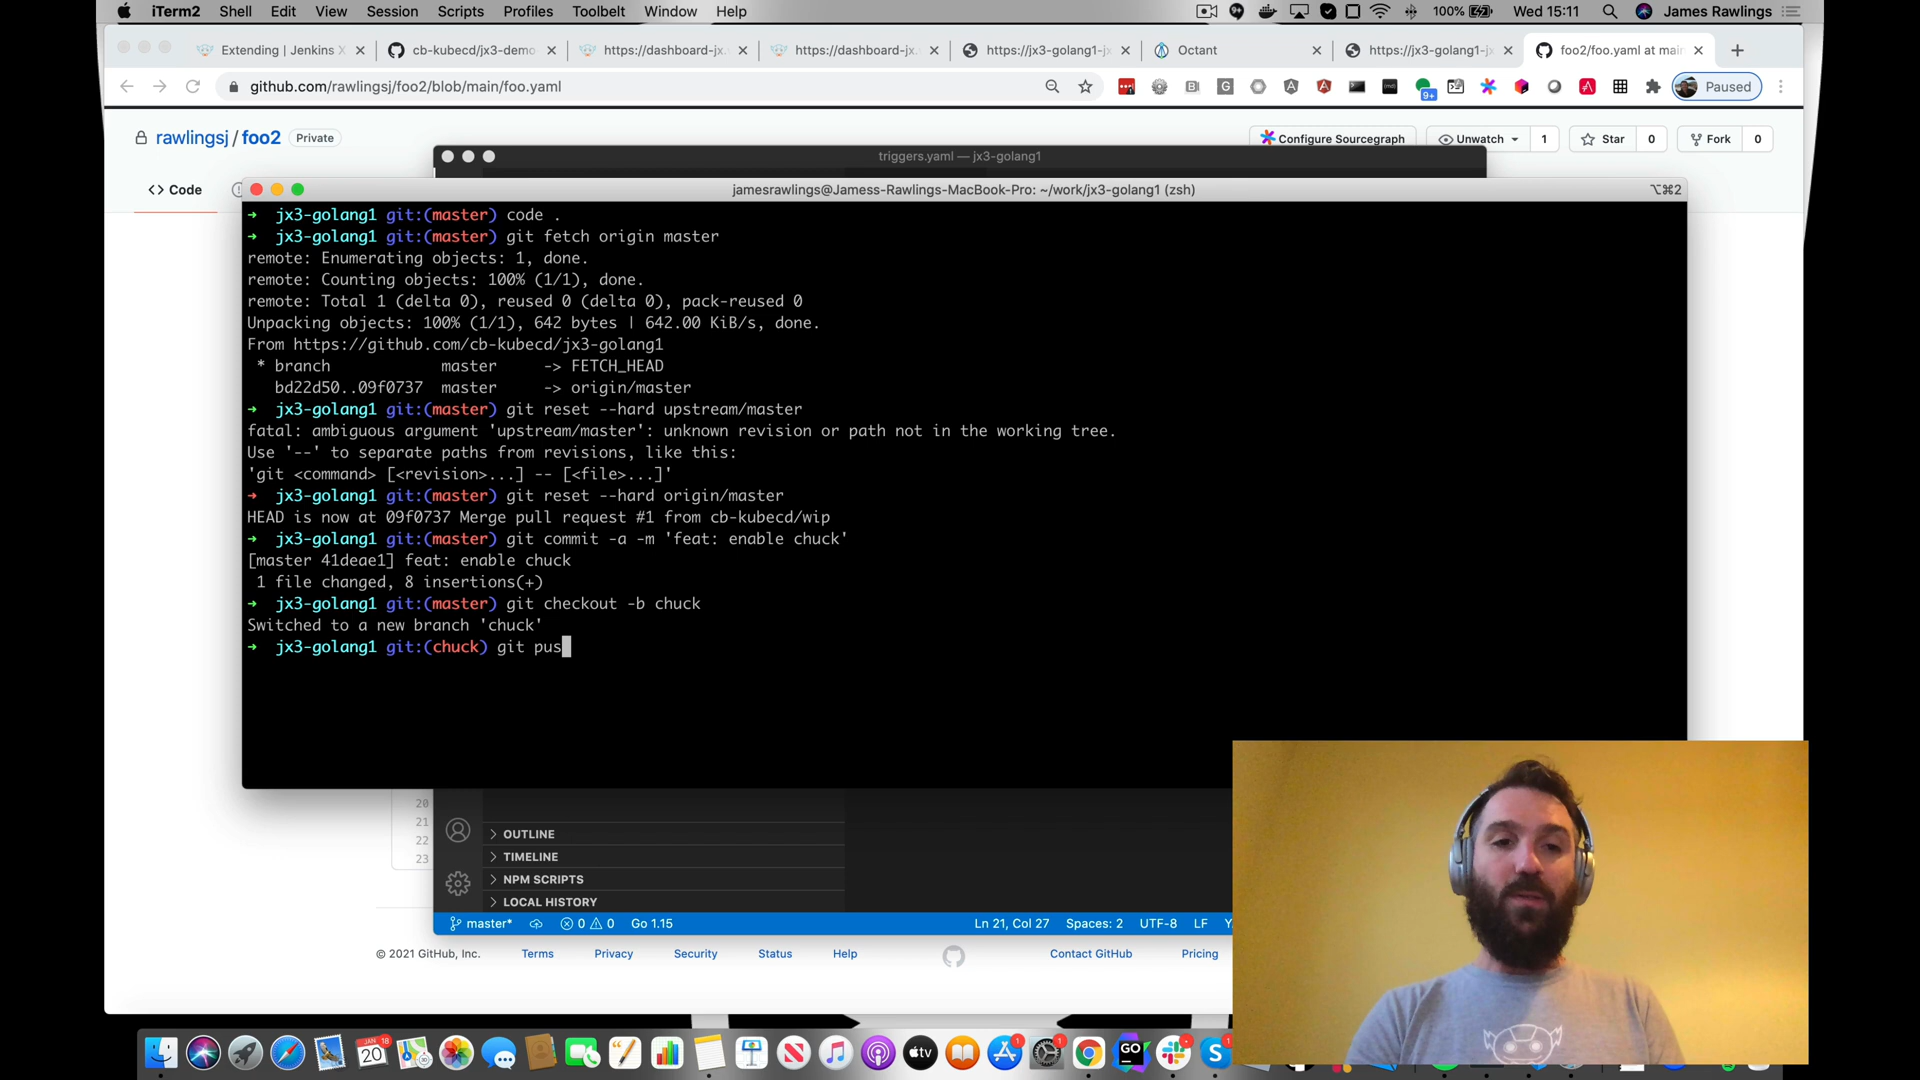 iTerm2 Shell Edit View Session Scripts Profiles Toolbelt Window Help 100% Wed 15:11 James Rawlings
Extending | Jenkins X cb-kubecd/jx3-demo https://dashboard-jx. https://dashboard-jx. https://jx3-golang1-jx Octant https://jx3-golang1-jx foo2/foo.yaml at main
github.com/rawlingsj/foo2/blob/main/foo.yaml 9+ Paused
rawlingsj / foo2 Private Configure Sourcegraph Unwatch 1 Star 0 Fork 0
triggers.yaml — jx3-golang1
<> Code
jamesrawlings@Jamess-Rawlings-MacBook-Pro: ~/work/jx3-golang1 (zsh) ⌥⌘2
➜ jx3-golang1 git:(master) code .
➜ jx3-golang1 git:(master) git fetch origin master
remote: Enumerating objects: 1, done.
remote: Counting objects: 100% (1/1), done.
remote: Total 1 (delta 0), reused 0 (delta 0), pack-reused 0
Unpacking objects: 100% (1/1), 642 bytes | 642.00 KiB/s, done.
From https://github.com/cb-kubecd/jx3-golang1
* branch master -> FETCH_HEAD
bd22d50..09f0737 master -> origin/master
➜ jx3-golang1 git:(master) git reset --hard upstream/master
fatal: ambiguous argument 'upstream/master': unknown revision or path not in the working tree.
Use '--' to separate paths from revisions, like this:
'git <command> [<revision>...] -- [<file>...]'
➜ jx3-golang1 git:(master) git reset --hard origin/master
HEAD is now at 09f0737 Merge pull request #1 from cb-kubecd/wip
➜ jx3-golang1 git:(master) git commit -a -m 'feat: enable chuck'
[master 41deae1] feat: enable chuck
1 file changed, 8 insertions(+)
➜ jx3-golang1 git:(master) git checkout -b chuck
Switched to a new branch 'chuck'
➜ jx3-golang1 git:(chuck) git pus
20
21
22
23
OUTLINE
TIMELINE
NPM SCRIPTS
LOCAL HISTORY
master* 0 0 Go 1.15 Ln 21, Col 27 Spaces: 2 UTF-8 LF
© 2021 GitHub, Inc. Terms Privacy Security Status Help Contact GitHub Pricing
JAN 20 18 tv 1 1 GO 1